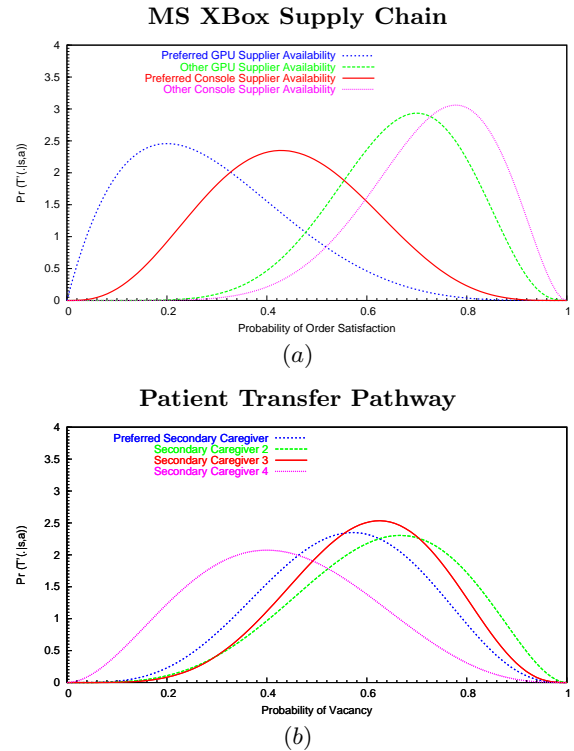 MS XBox Supply Chain
Preferred GPU Supplier Availability
Other GPU Supplier Availability
Preferred Console Supplier Availability
Other Console Supplier Availability
4
3.5
3
2.5
2
1.5
1
0.5
0
Pr (T'(.|s,a))
0 0.2 0.4 0.6 0.8 1
Probability of Order Satisfaction
(a)
Patient Transfer Pathway
Preferred Secondary Caregiver
Secondary Caregiver 2
Secondary Caregiver 3
Secondary Caregiver 4
4
3.5
3
2.5
2
1.5
1
0.5
0
Pr (T'(.|s,a))
0 0.2 0.4 0.6 0.8 1
Probability of Vacancy
(b)